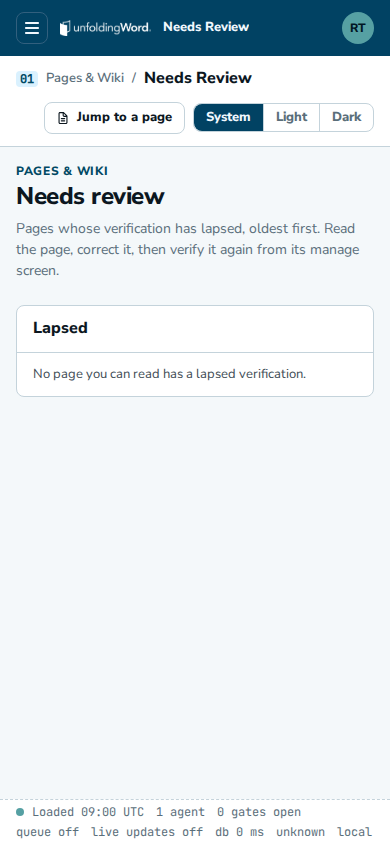 unfoldingWord. Needs Review RT
01 Pages & Wiki / Needs Review
Jump to a page System Light Dark
PAGES & WIKI
Needs review
Pages whose verification has lapsed, oldest first. Read
the page, correct it, then verify it again from its manage
screen.
Lapsed
No page you can read has a lapsed verification.
Loaded 09:00 UTC 1 agent 0 gates open
queue off live updates off db 0 ms unknown local